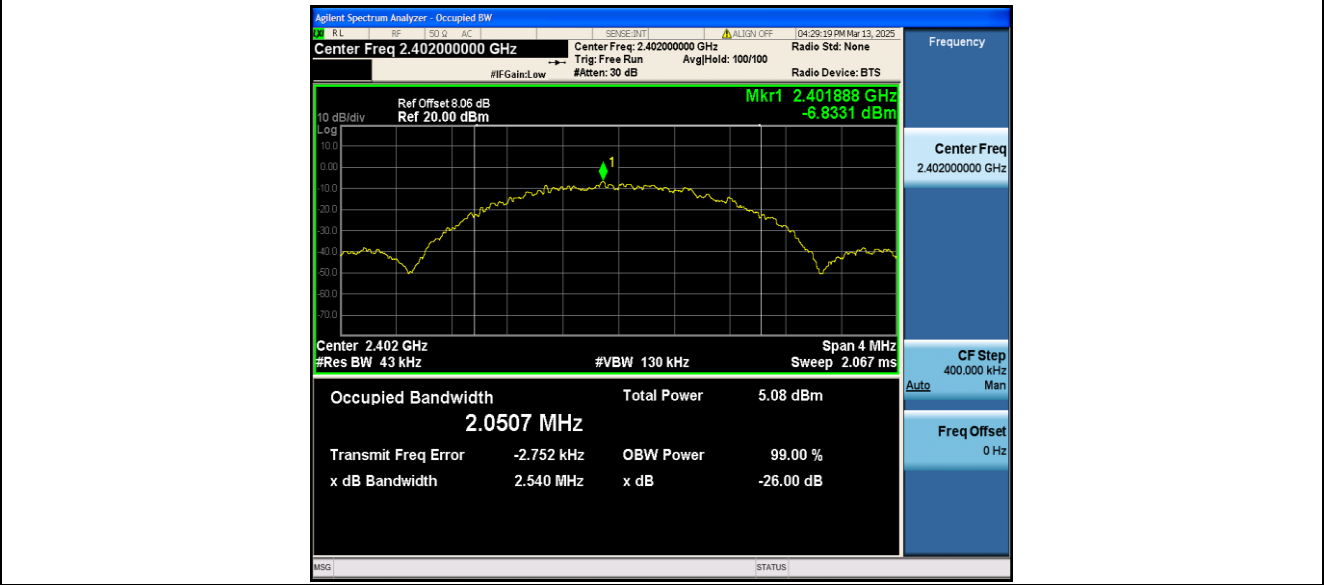 Agilent Spectrum Analyzer - Occupied BW
LXI RL RF 50 Ω AC SENSE:INT ALIGN OFF 04:29:19 PM Mar 13, 2025
Center Freq 2.402000000 GHz
Center Freq: 2.402000000 GHz Radio Std: None
Trig: Free Run Avg|Hold: 100/100
#IFGain:Low #Atten: 30 dB Radio Device: BTS
Frequency
Mkr1 2.401888 GHz
-6.8331 dBm
Ref Offset 8.06 dB
10 dB/div Ref 20.00 dBm
Log
10.0
0.00
-10.0
-20.0
-30.0
-40.0
-50.0
-60.0
-70.0
1
Center 2.402 GHz Span 4 MHz
#Res BW 43 kHz #VBW 130 kHz Sweep 2.067 ms
Occupied Bandwidth Total Power 5.08 dBm
2.0507 MHz
Transmit Freq Error -2.752 kHz OBW Power 99.00 %
x dB Bandwidth 2.540 MHz x dB -26.00 dB
Center Freq
2.402000000 GHz
CF Step
400.000 kHz
Auto Man
Freq Offset
0 Hz
MSG STATUS